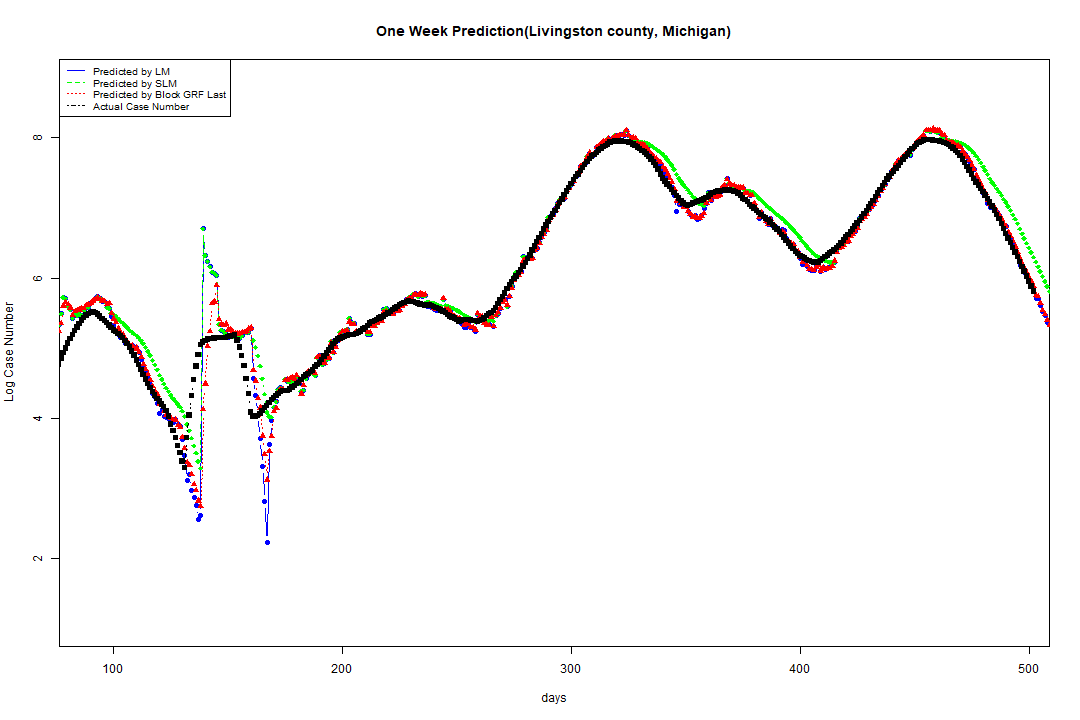 One Week Prediction(Livingston county, Michigan)
Predicted by LM
Predicted by SLM
Predicted by Block GRF Last
Actual Case Number
Log Case Number
8
6
4
2
100 200 300 400 500
days